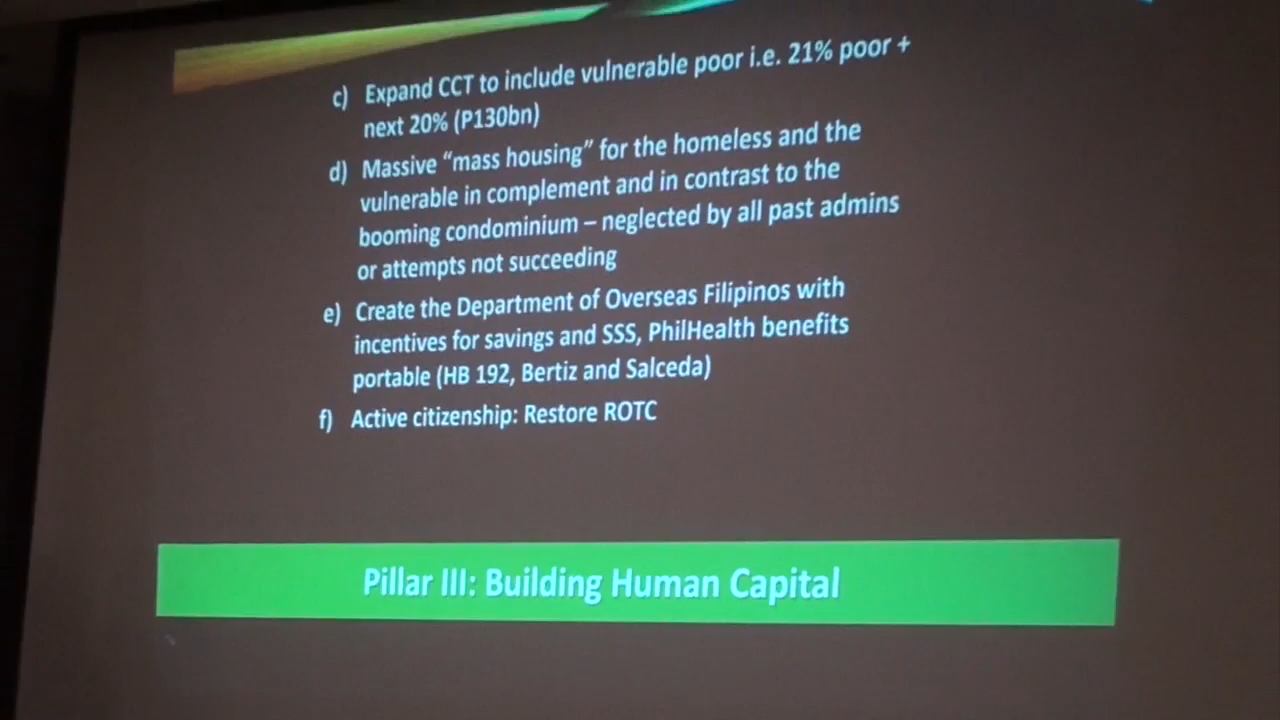 c) Expand CCT to include vulnerable poor i.e. 21% poor +
next 20% (P130bn)
d) Massive “mass housing” for the homeless and the
vulnerable in complement and in contrast to the
booming condominium – neglected by all past admins
or attempts not succeeding
e) Create the Department of Overseas Filipinos with
incentives for savings and SSS, PhilHealth benefits
portable (HB 192, Bertiz and Salceda)
f) Active citizenship: Restore ROTC
Pillar III: Building Human Capital